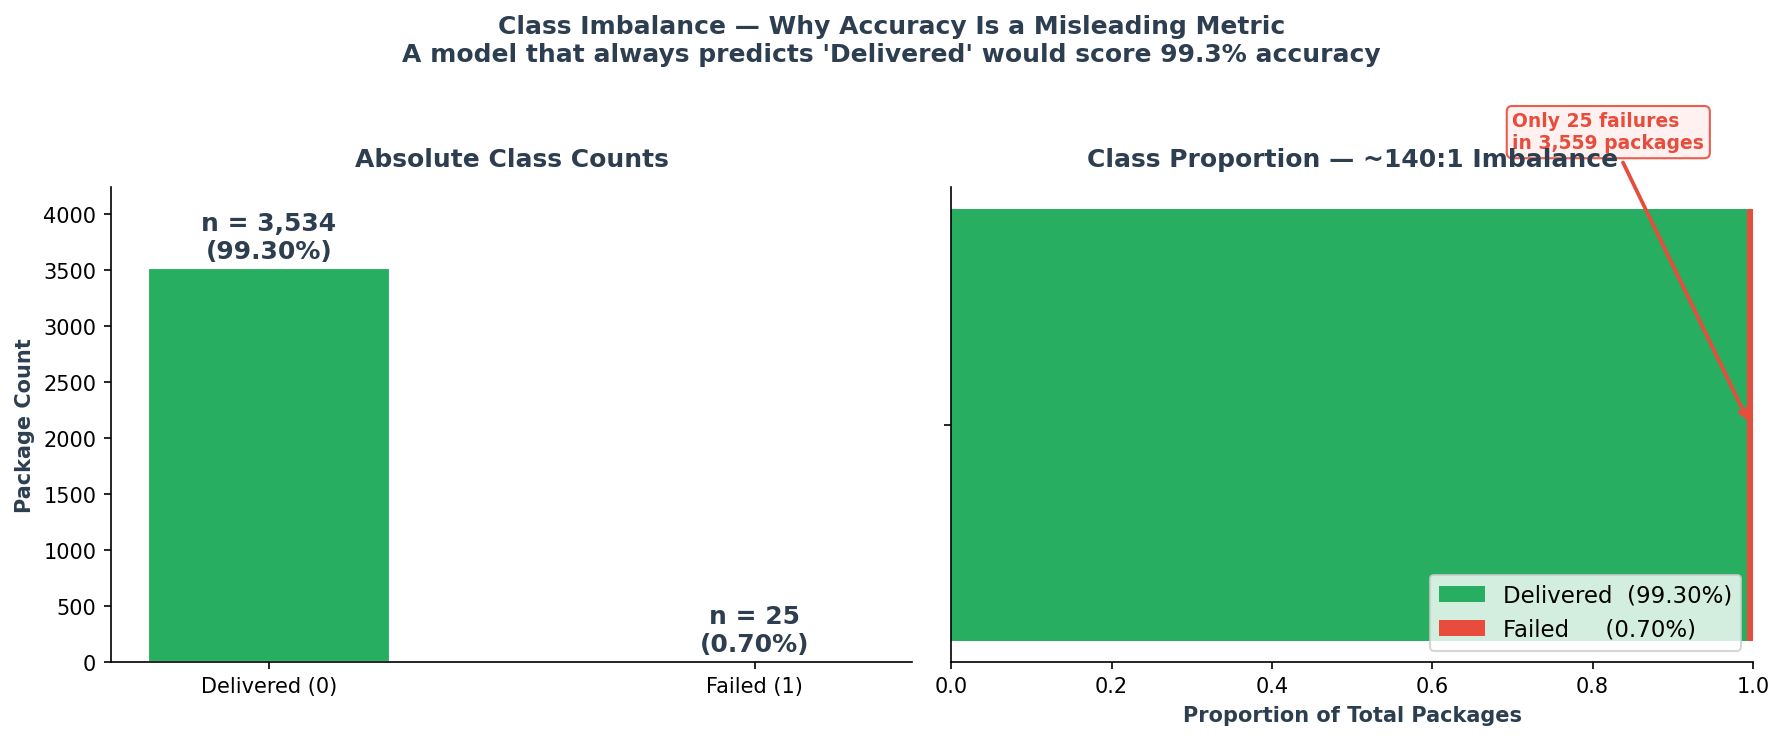 Class Imbalance — Why Accuracy Is a Misleading Metric
A model that always predicts 'Delivered' would score 99.3% accuracy
Absolute Class Counts
Package Count
4000
3500
3000
2500
2000
1500
1000
500
0
n = 3,534
(99.30%)
n = 25
(0.70%)
Delivered (0)
Failed (1)
Only 25 failures
in 3,559 packages
Class Proportion — ~140:1 Imbalance
Delivered (99.30%)
Failed (0.70%)
0.0
0.2
0.4
0.6
0.8
1.0
Proportion of Total Packages